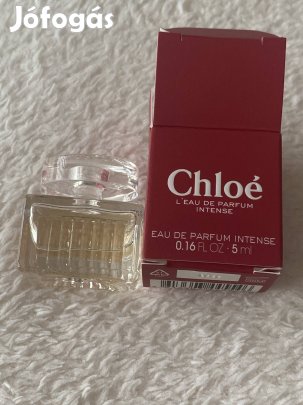 Jófogás
Chloé
L'EAU DE PARFUM
INTENSE
EAU DE PARFUM INTENSE
0.16 FL OZ • 5 ml